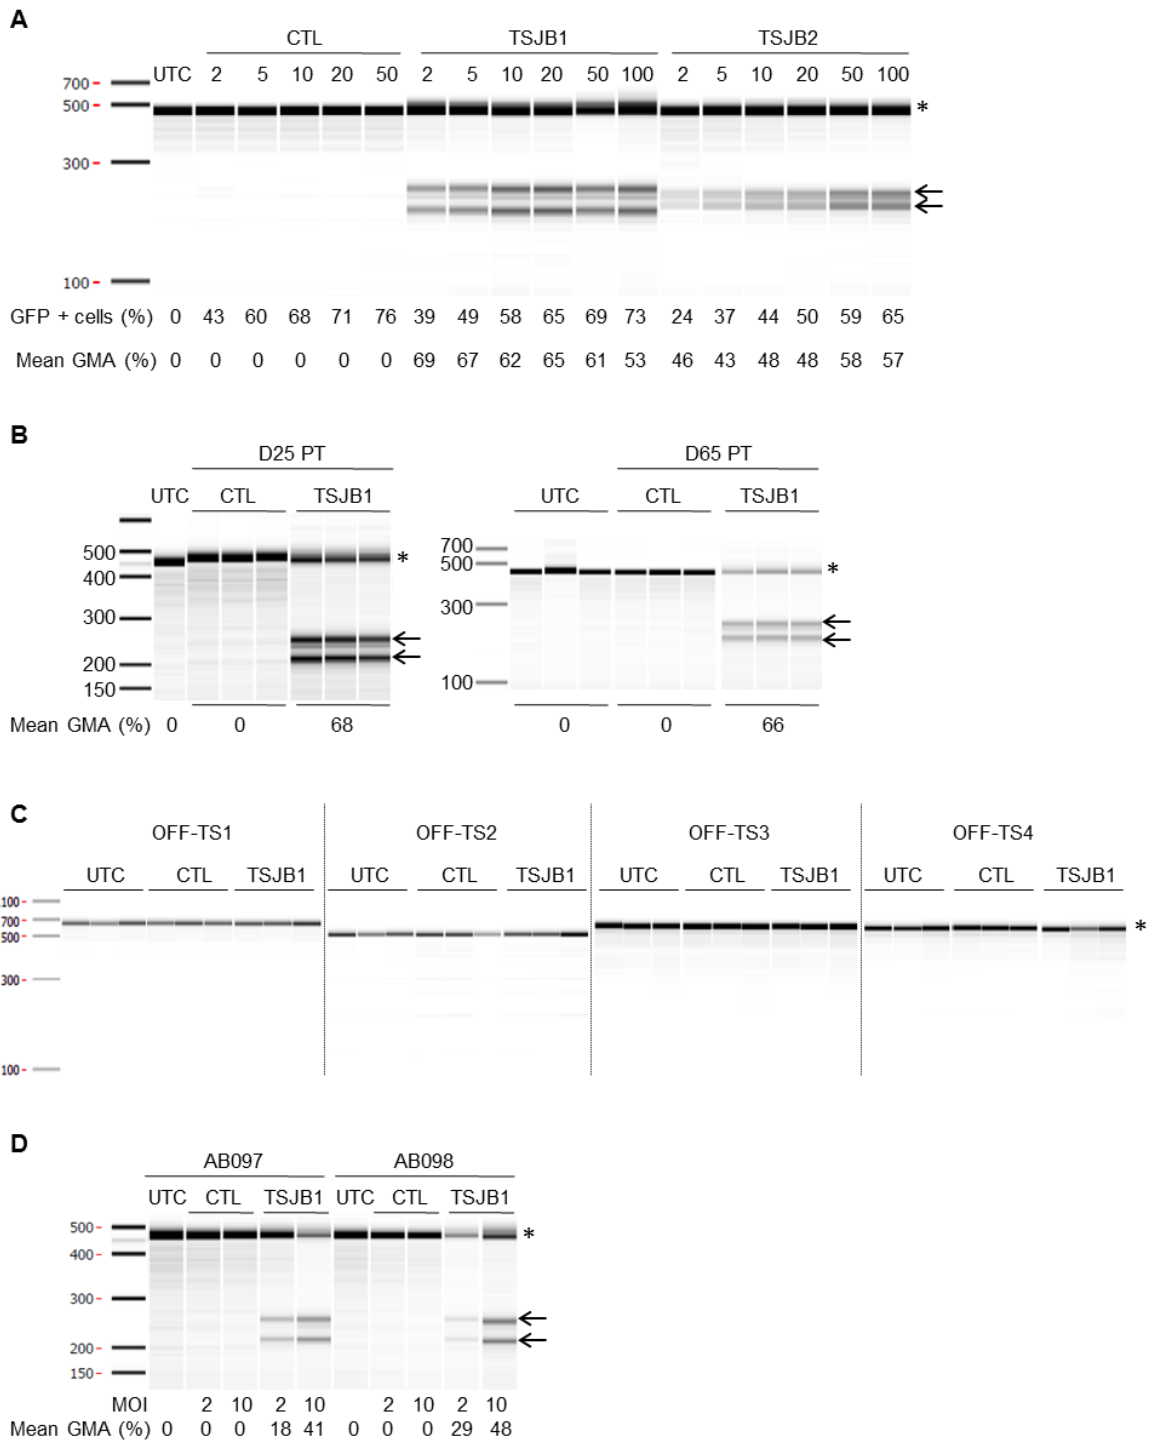 A
CTL TSJB1 TSJB2
UTC 2 5 10 20 50 2 5 10 20 50 100 2 5 10 20 50 100
700
500 *
300
100
GFP + cells (%) 0 43 60 68 71 76 39 49 58 65 69 73 24 37 44 50 59 65
Mean GMA (%) 0 0 0 0 0 0 69 67 62 65 61 53 46 43 48 48 58 57
B
D25 PT D65 PT
UTC CTL TSJB1 UTC CTL TSJB1
500 * 700
400 500 *
300 300
200
150 100
Mean GMA (%) 0 0 68 0 0 66
C
OFF-TS1 OFF-TS2 OFF-TS3 OFF-TS4
UTC CTL TSJB1 UTC CTL TSJB1 UTC CTL TSJB1 UTC CTL TSJB1
100
700 *
500
300
100
D
AB097 AB098
UTC CTL TSJB1 UTC CTL TSJB1
500 *
400
300
200
150
MOI 2 10 2 10 2 10 2 10
Mean GMA (%) 0 0 0 18 41 0 0 0 29 48